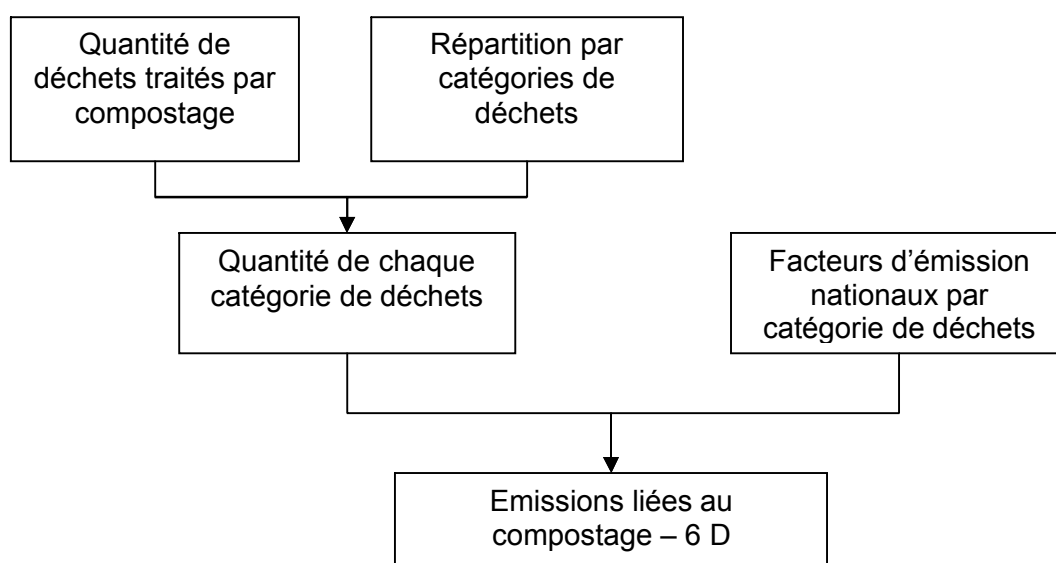 Quantité de
déchets traités par
compostage
Répartition par
catégories de
déchets
Quantité de chaque
catégorie de déchets
Facteurs d’émission
nationaux par
catégorie de déchets
Emissions liées au
compostage – 6 D